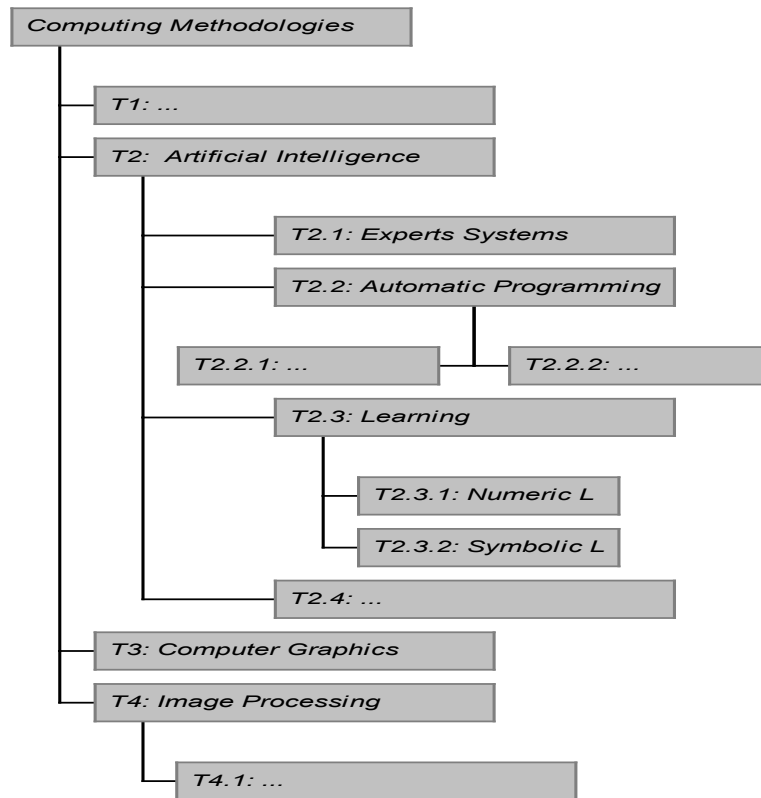 Computing Methodologies
T1: ...
T2: Artificial Intelligence
T2.1: Experts Systems
T2.2: Automatic Programming
T2.2.1: ...
T2.2.2: ...
T2.3: Learning
T2.3.1: Numeric L
T2.3.2: Symbolic L
T2.4: ...
T3: Computer Graphics
T4: Image Processing
T4.1: ...